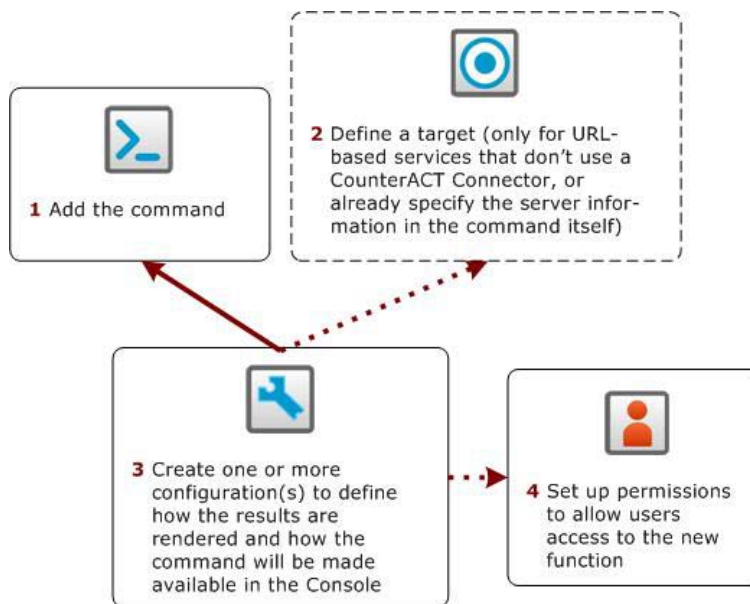 1 Add the command
2 Define a target (only for URL-
based services that don't use a
CounterACT Connector, or
already specify the server infor-
mation in the command itself)
3 Create one or more
configuration(s) to define
how the results are
rendered and how the
command will be made
available in the Console
4 Set up permissions
to allow users
access to the new
function